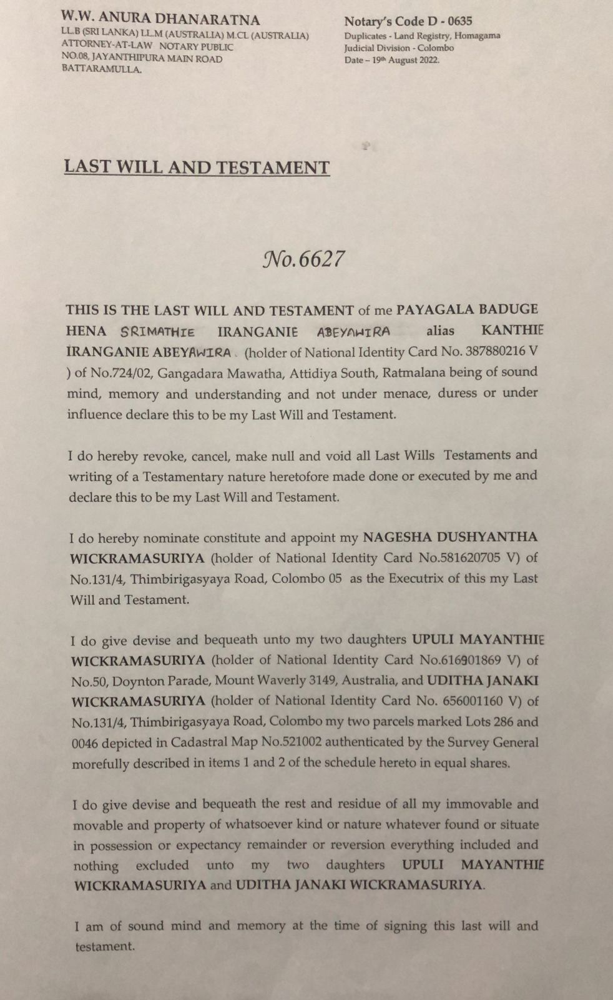 W.W. ANURA DHANARATNA
LL.B (SRI LANKA) LL.M (AUSTRALIA) M.CL (AUSTRALIA)
ATTORNEY-AT-LAW NOTARY PUBLIC
NO.08, JAYANTHIPURA MAIN ROAD
BATTARAMULLA.
Notary's Code D - 0635
Duplicates - Land Registry, Homagama
Judicial Division - Colombo
Date – 19th August 2022.
LAST WILL AND TESTAMENT
No.6627
THIS IS THE LAST WILL AND TESTAMENT of me PAYAGALA BADUGE
HENA SRIMATHIE IRANGANIE ABEYAWIRA alias KANTHIE
IRANGANIE ABEYAWIRA (holder of National Identity Card No. 387880216 V
) of No.724/02, Gangadara Mawatha, Attidiya South, Ratmalana being of sound
mind, memory and understanding and not under menace, duress or under
influence declare this to be my Last Will and Testament.
I do hereby revoke, cancel, make null and void all Last Wills Testaments and
writing of a Testamentary nature heretofore made done or executed by me and
declare this to be my Last Will and Testament.
I do hereby nominate constitute and appoint my NAGESHA DUSHYANTHA
WICKRAMASURIYA (holder of National Identity Card No.581620705 V) of
No.131/4, Thimbirigasyaya Road, Colombo 05 as the Executrix of this my Last
Will and Testament.
I do give devise and bequeath unto my two daughters UPULI MAYANTHIE
WICKRAMASURIYA (holder of National Identity Card No.616901869 V) of
No.50, Doynton Parade, Mount Waverly 3149, Australia, and UDITHA JANAKI
WICKRAMASURIYA (holder of National Identity Card No. 656001160 V) of
No.131/4, Thimbirigasyaya Road, Colombo my two parcels marked Lots 286 and
0046 depicted in Cadastral Map No.521002 authenticated by the Survey General
morefully described in items 1 and 2 of the schedule hereto in equal shares.
I do give devise and bequeath the rest and residue of all my immovable and
movable and property of whatsoever kind or nature whatever found or situate
in possession or expectancy remainder or reversion everything included and
nothing excluded unto my two daughters UPULI MAYANTHIE
WICKRAMASURIYA and UDITHA JANAKI WICKRAMASURIYA.
I am of sound mind and memory at the time of signing this last will and
testament.